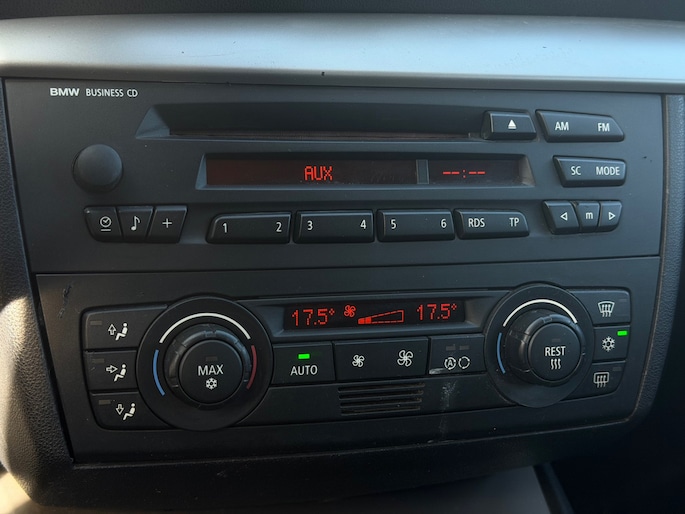 BMW BUSINESS CD
AM FM
AUX --:--
SC MODE
1 2 3 4 5 6 RDS TP m
17.5° 17.5°
MAX
AUTO
A
REST